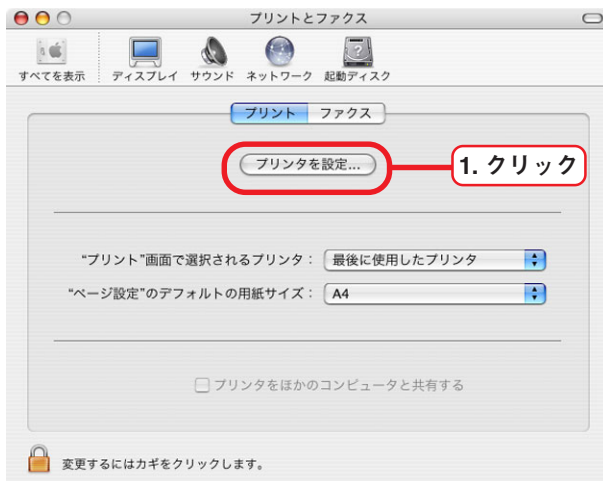 プリントとファクス
すべてを表示 ディスプレイ サウンド ネットワーク 起動ディスク
プリント ファクス
プリンタを設定...
1. クリック
“プリント”画面で選択されるプリンタ： 最後に使用したプリンタ
“ページ設定”のデフォルトの用紙サイズ： A4
プリンタをほかのコンピュータと共有する
変更するにはカギをクリックします。